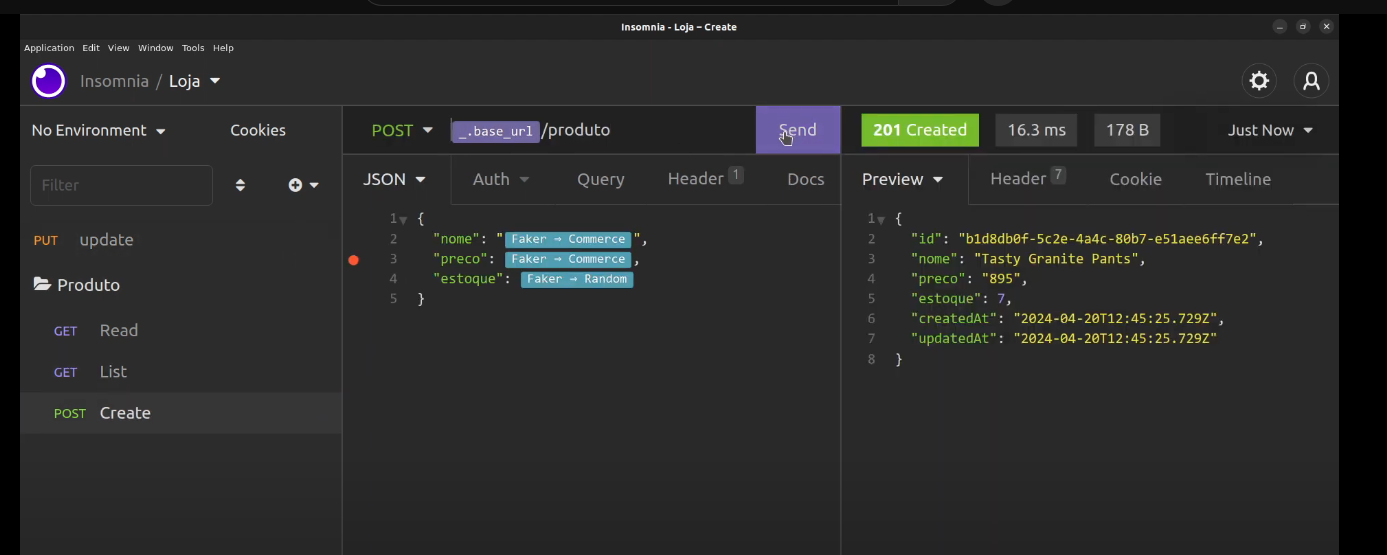 Insomnia - Loja – Create
Application Edit View Window Tools Help
Insomnia / Loja
No Environment Cookies
Filter
PUT update
Produto
GET Read
GET List
POST Create
POST _.base_url /produto Send
JSON Auth Query Header 1 Docs
1 {
2 "nome": " Faker ⇒ Commerce ",
3 "preco": Faker ⇒ Commerce ,
4 "estoque": Faker ⇒ Random
5 }
201 Created 16.3 ms 178 B Just Now
Preview Header 7 Cookie Timeline
1 {
2 "id": "b1d8db0f-5c2e-4a4c-80b7-e51aee6ff7e2",
3 "nome": "Tasty Granite Pants",
4 "preco": "895",
5 "estoque": 7,
6 "createdAt": "2024-04-20T12:45:25.729Z",
7 "updatedAt": "2024-04-20T12:45:25.729Z"
8 }